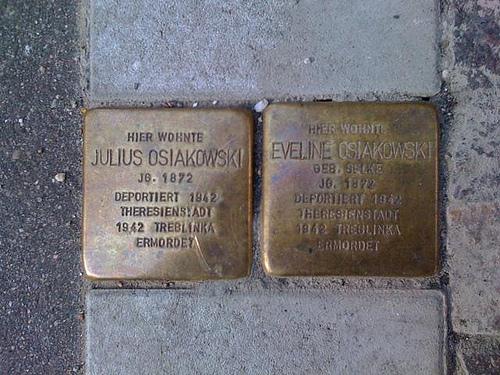 HIER WOHNTE
JULIUS OSIAKOWSKI
JG. 1872
DEPORTIERT 1942
THERESIENSTADT
1942 TREBLINKA
ERMORDET
HIER WOHNTE
EVELINE OSIAKOWSKI
GEB. SELKE
JG. 1872
DEPORTIERT 1942
THERESIENSTADT
1942 TREBLINKA
ERMORDET